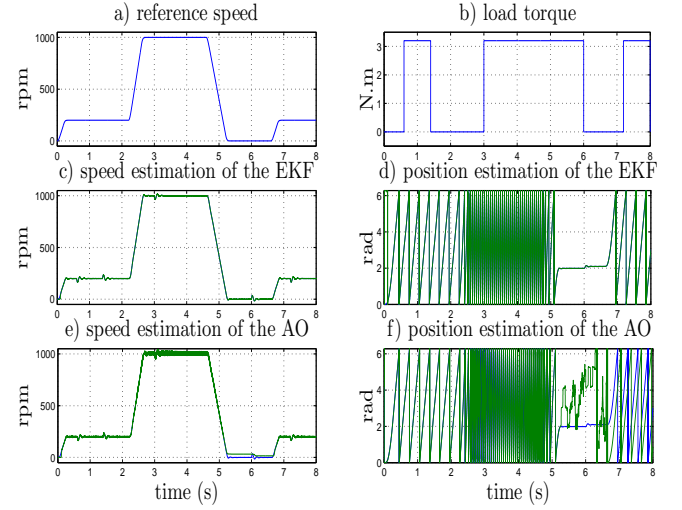 a) reference speed
b) load torque
rpm
1000
500
0
0 1 2 3 4 5 6 7 8
N.m
3
2
1
0
0 1 2 3 4 5 6 7 8
c) speed estimation of the EKF
d) position estimation of the EKF
rpm
1000
500
0
0 1 2 3 4 5 6 7 8
rad
6
4
2
0
0 1 2 3 4 5 6 7 8
e) speed estimation of the AO
f) position estimation of the AO
rpm
1000
500
0
0 1 2 3 4 5 6 7 8
time (s)
rad
6
4
2
0
0 1 2 3 4 5 6 7 8
time (s)